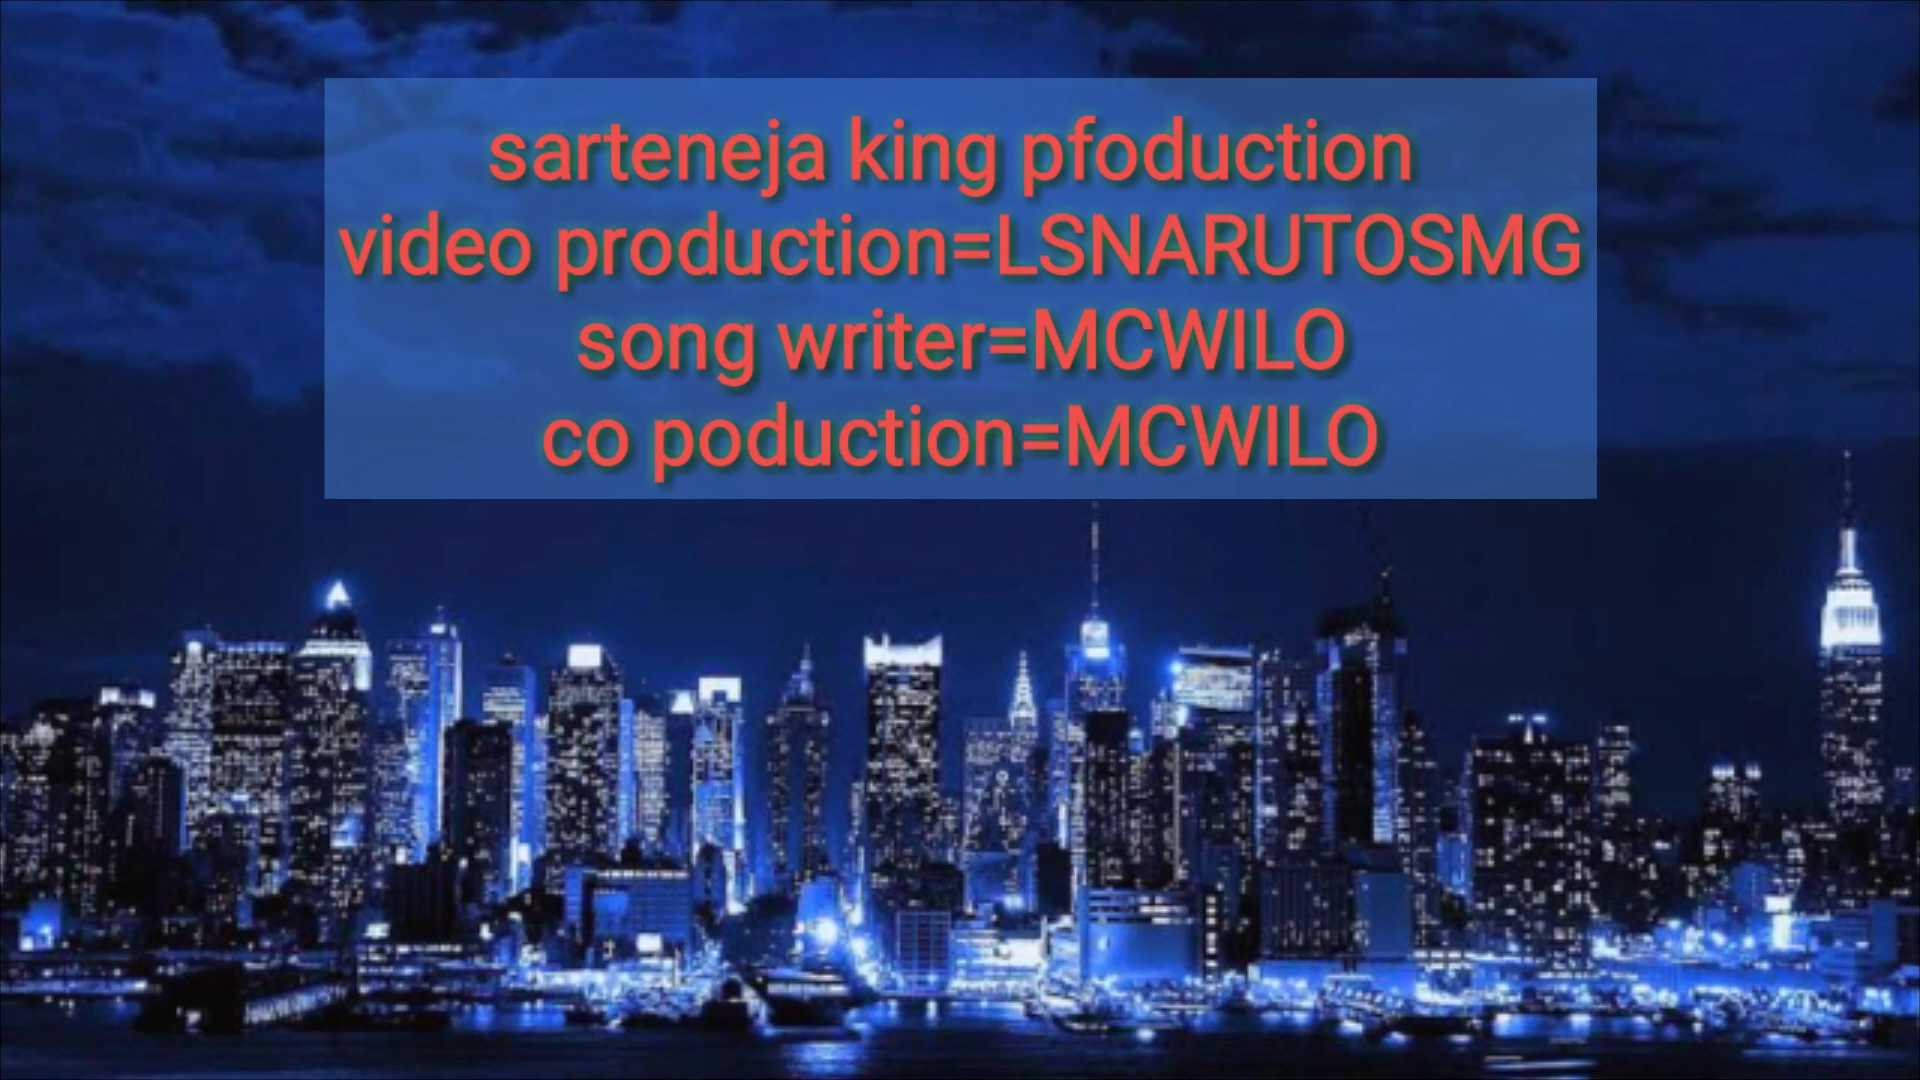 sarteneja king pfoduction
video production=LSNARUTOSMG
song writer=MCWILO
co poduction=MCWILO